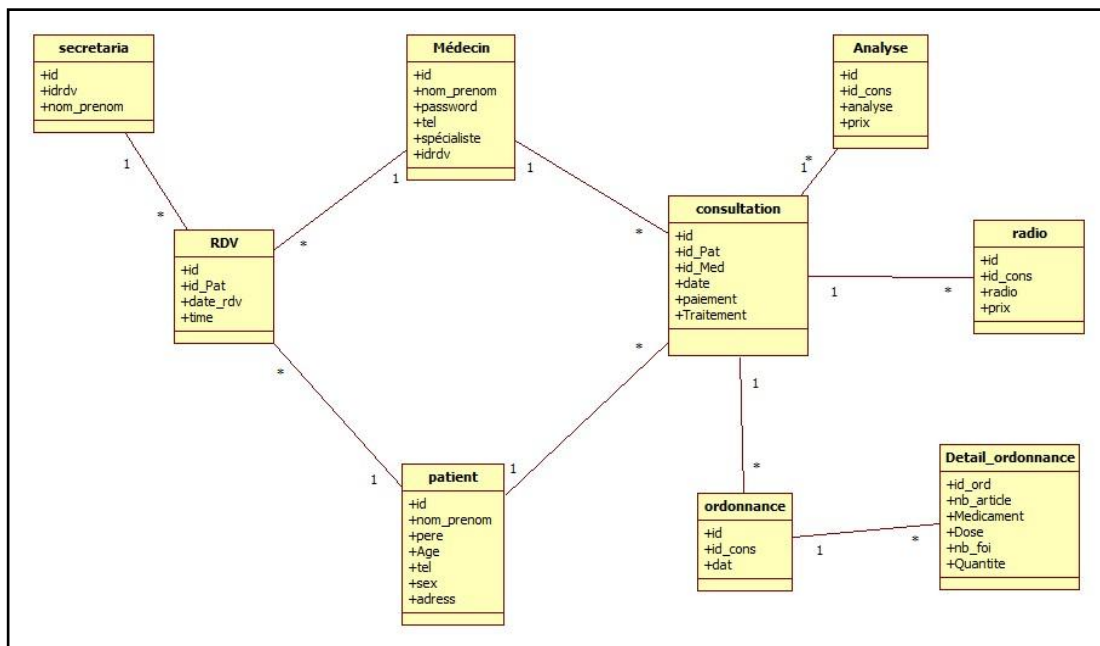 secretaria
+id
+idrdv
+nom_prenom
Médecin
+id
+nom_prenom
+password
+tel
+spécialiste
+idrdv
Analyse
+id
+id_cons
+analyse
+prix
1
*
1
*
1
*
1
*
RDV
+id
+id_Pat
+date_rdv
+time
consultation
+id
+id_Pat
+id_Med
+date
+paiement
+Traitement
radio
+id
+id_cons
+radio
+prix
1
*
*
1
*
1
1
*
patient
+id
+nom_prenom
+pere
+Age
+tel
+sex
+adress
ordonnance
+id
+id_cons
+dat
1
*
Detail_ordonnance
+id_ord
+nb_article
+Medicament
+Dose
+nb_foi
+Quantite